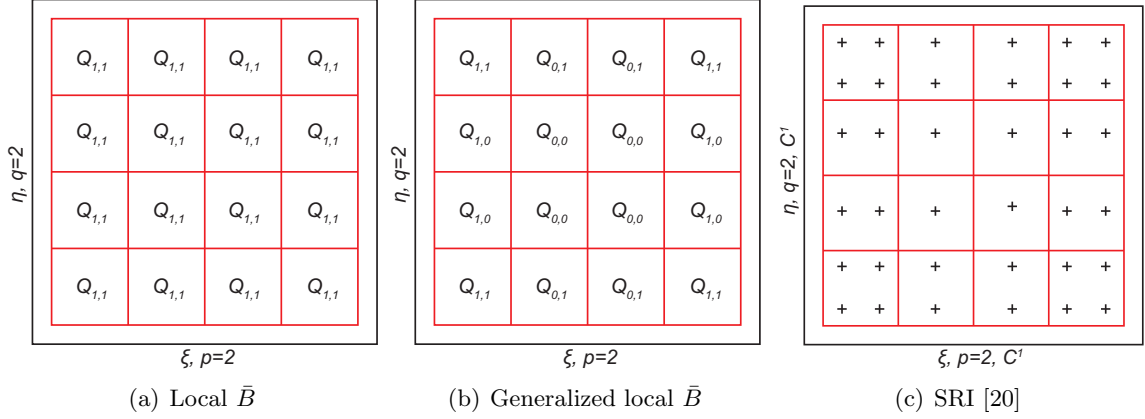 Q1,1 Q1,1 Q1,1 Q1,1
Q1,1 Q1,1 Q1,1 Q1,1
Q1,1 Q1,1 Q1,1 Q1,1
Q1,1 Q1,1 Q1,1 Q1,1
η, q=2
ξ, p=2
(a) Local B̄
Q1,1 Q0,1 Q0,1 Q1,1
Q1,0 Q0,0 Q0,0 Q1,0
Q1,0 Q0,0 Q0,0 Q1,0
Q1,1 Q0,1 Q0,1 Q1,1
η, q=2
ξ, p=2
(b) Generalized local B̄
+ + + + + +
+ + + + + +
+ + + + + +
+ + + + + +
+ + + + + +
+ + + + + +
η, q=2, C¹
ξ, p=2, C¹
(c) SRI [20]